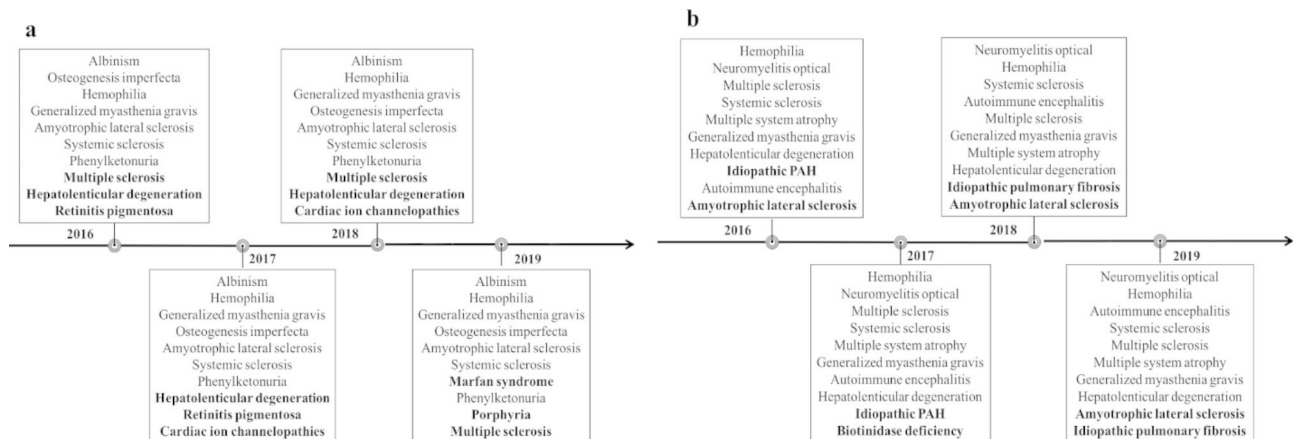 a
Albinism
Osteogenesis imperfecta
Hemophilia
Generalized myasthenia gravis
Amyotrophic lateral sclerosis
Systemic sclerosis
Phenylketonuria
Multiple sclerosis
Hepatolenticular degeneration
Retinitis pigmentosa
2016
Albinism
Hemophilia
Generalized myasthenia gravis
Osteogenesis imperfecta
Amyotrophic lateral sclerosis
Systemic sclerosis
Phenylketonuria
Multiple sclerosis
Hepatolenticular degeneration
Cardiac ion channelopathies
2018
2017
Albinism
Hemophilia
Generalized myasthenia gravis
Osteogenesis imperfecta
Amyotrophic lateral sclerosis
Systemic sclerosis
Phenylketonuria
Hepatolenticular degeneration
Retinitis pigmentosa
Cardiac ion channelopathies
2019
Albinism
Hemophilia
Generalized myasthenia gravis
Osteogenesis imperfecta
Amyotrophic lateral sclerosis
Systemic sclerosis
Marfan syndrome
Phenylketonuria
Porphyria
Multiple sclerosis
b
Hemophilia
Neuromyelitis optical
Multiple sclerosis
Systemic sclerosis
Multiple system atrophy
Generalized myasthenia gravis
Hepatolenticular degeneration
Idiopathic PAH
Autoimmune encephalitis
Amyotrophic lateral sclerosis
2016
Neuromyelitis optical
Hemophilia
Systemic sclerosis
Autoimmune encephalitis
Multiple sclerosis
Generalized myasthenia gravis
Multiple system atrophy
Hepatolenticular degeneration
Idiopathic pulmonary fibrosis
Amyotrophic lateral sclerosis
2018
2017
Hemophilia
Neuromyelitis optical
Multiple sclerosis
Systemic sclerosis
Multiple system atrophy
Generalized myasthenia gravis
Autoimmune encephalitis
Hepatolenticular degeneration
Idiopathic PAH
Biotinidase deficiency
2019
Neuromyelitis optical
Hemophilia
Autoimmune encephalitis
Systemic sclerosis
Multiple sclerosis
Multiple system atrophy
Generalized myasthenia gravis
Hepatolenticular degeneration
Amyotrophic lateral sclerosis
Idiopathic pulmonary fibrosis